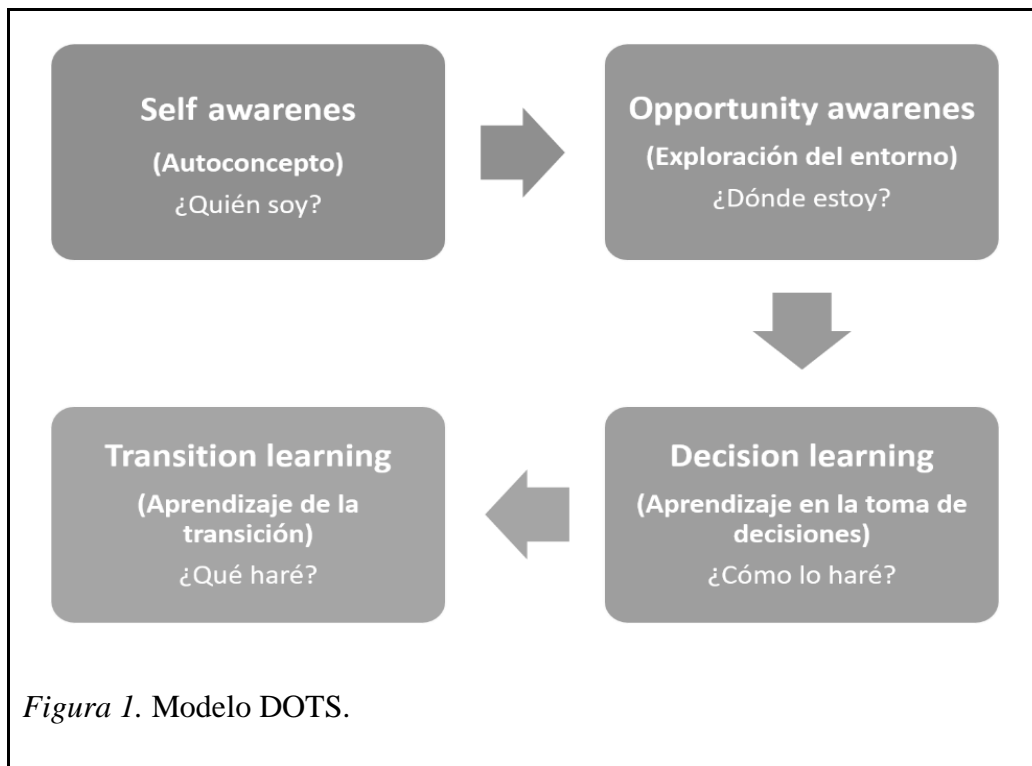 Self awarenes
(Autoconcepto)
¿Quién soy?
Opportunity awarenes
(Exploración del entorno)
¿Dónde estoy?
Decision learning
(Aprendizaje en la toma de
decisiones)
¿Cómo lo haré?
Transition learning
(Aprendizaje de la
transición)
¿Qué haré?
Figura 1. Modelo DOTS.